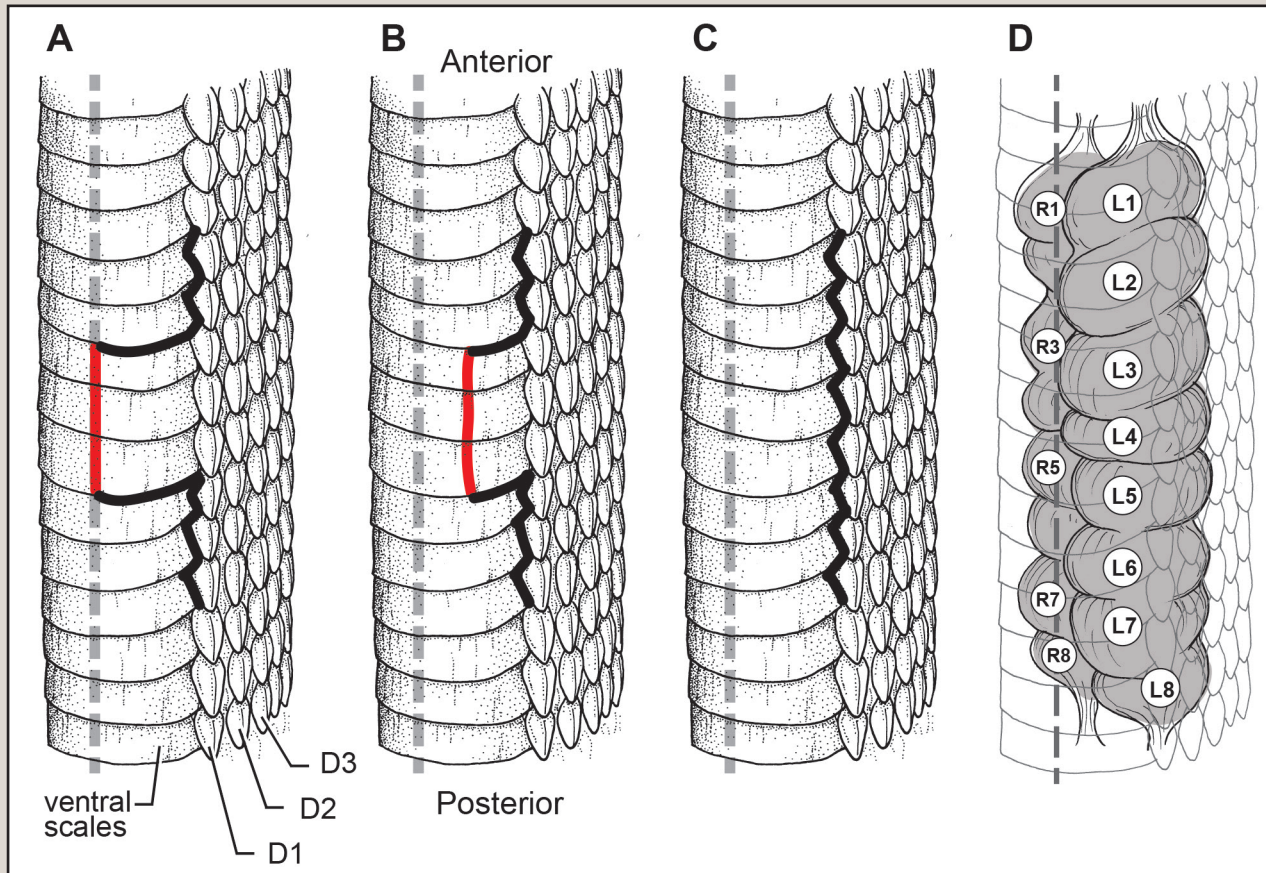 A
B
C
D
Anterior
R1
L1
L2
R3
L3
L4
R5
L5
L6
R7
L7
R8
L8
ventral
scales
D1
D2
D3
Posterior